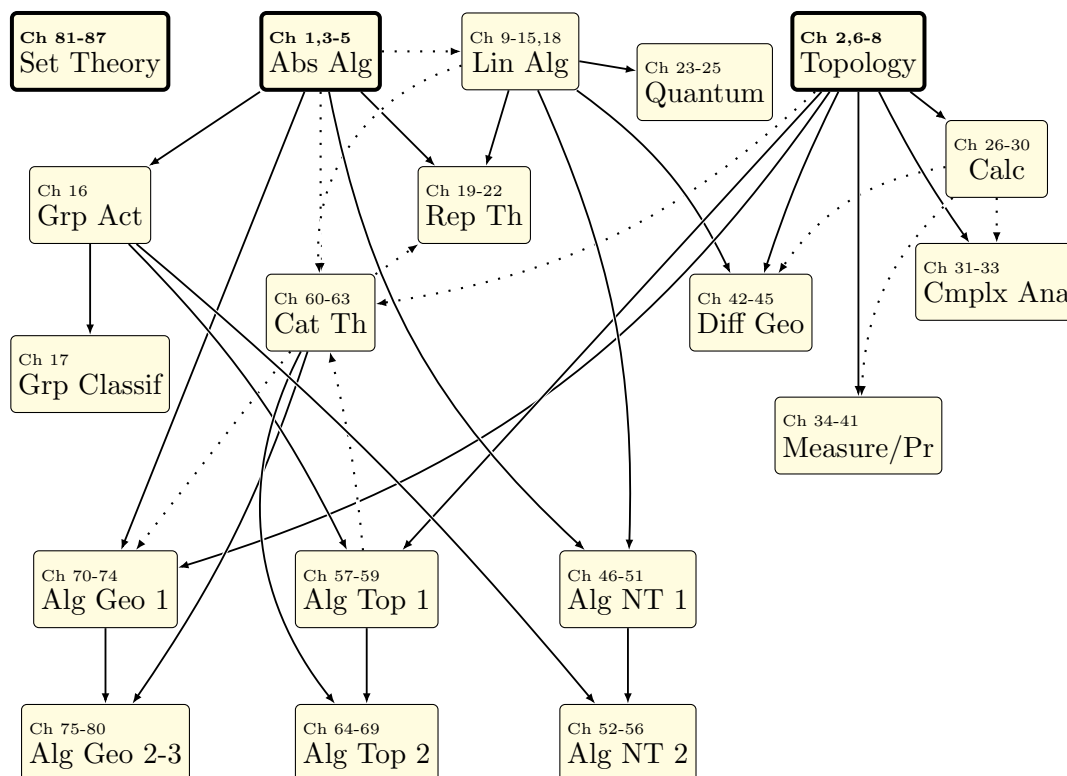 Ch 81-87
Set Theory
Ch 1,3-5
Abs Alg
Ch 9-15,18
Lin Alg
Ch 23-25
Quantum
Ch 2,6-8
Topology
Ch 26-30
Calc
Ch 16
Grp Act
Ch 19-22
Rep Th
Ch 31-33
Cmplx Ana
Ch 60-63
Cat Th
Ch 42-45
Diff Geo
Ch 17
Grp Classif
Ch 34-41
Measure/Pr
Ch 70-74
Alg Geo 1
Ch 57-59
Alg Top 1
Ch 46-51
Alg NT 1
Ch 75-80
Alg Geo 2-3
Ch 64-69
Alg Top 2
Ch 52-56
Alg NT 2